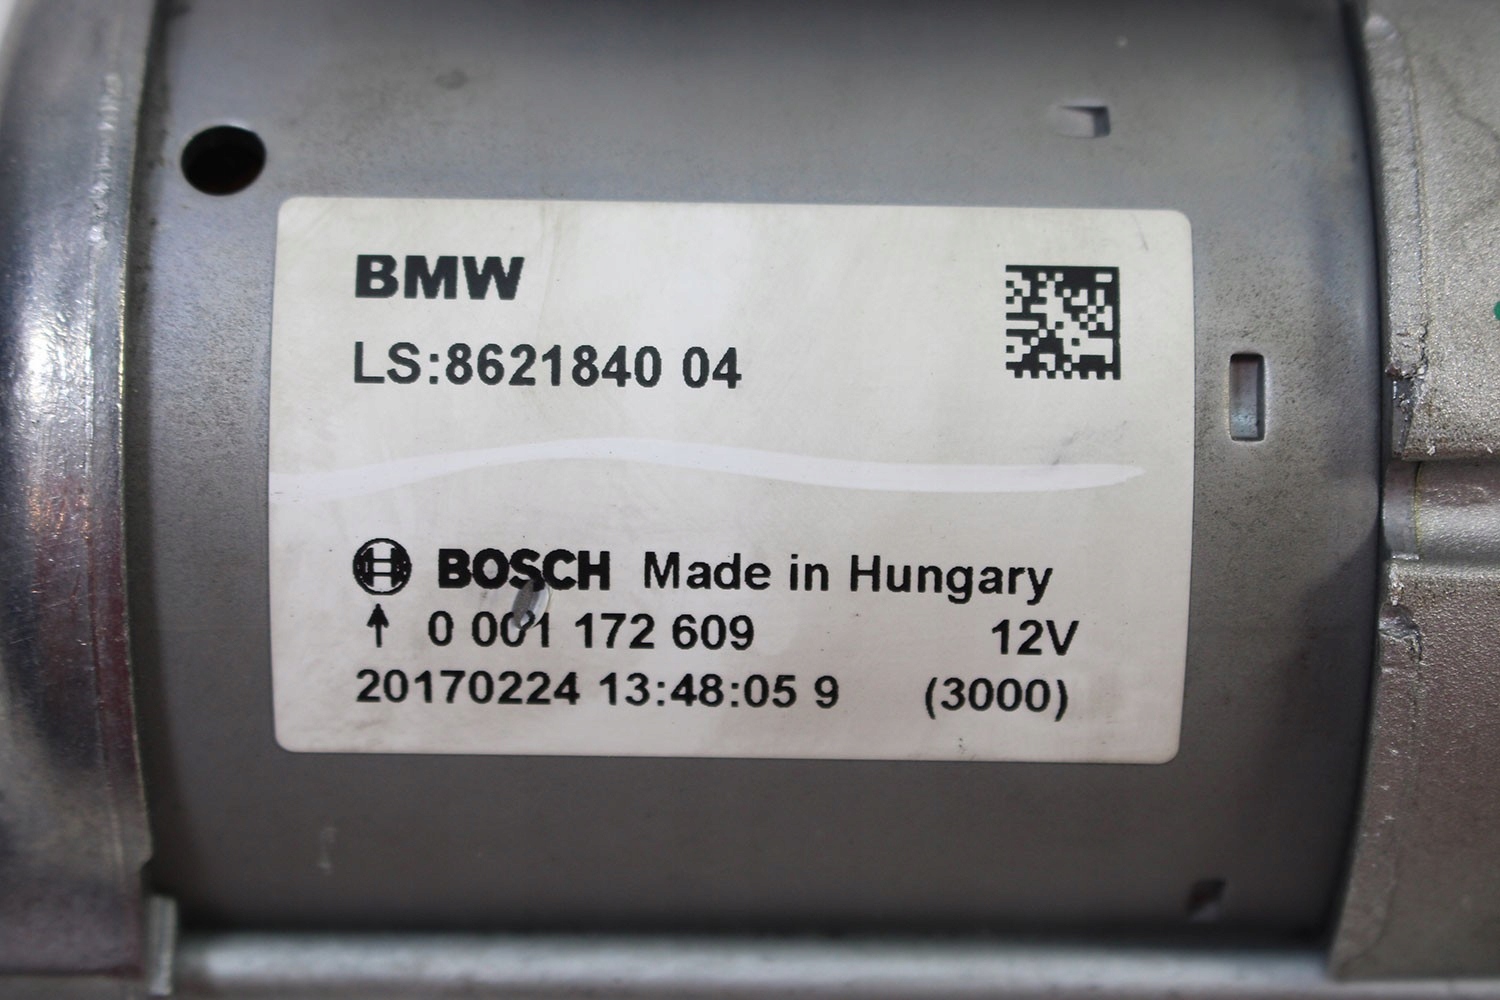 BMW
LS:8621840 04
BOSCH Made in Hungary
↑ 0 001 172 609 12V
20170224 13:48:05 9 (3000)